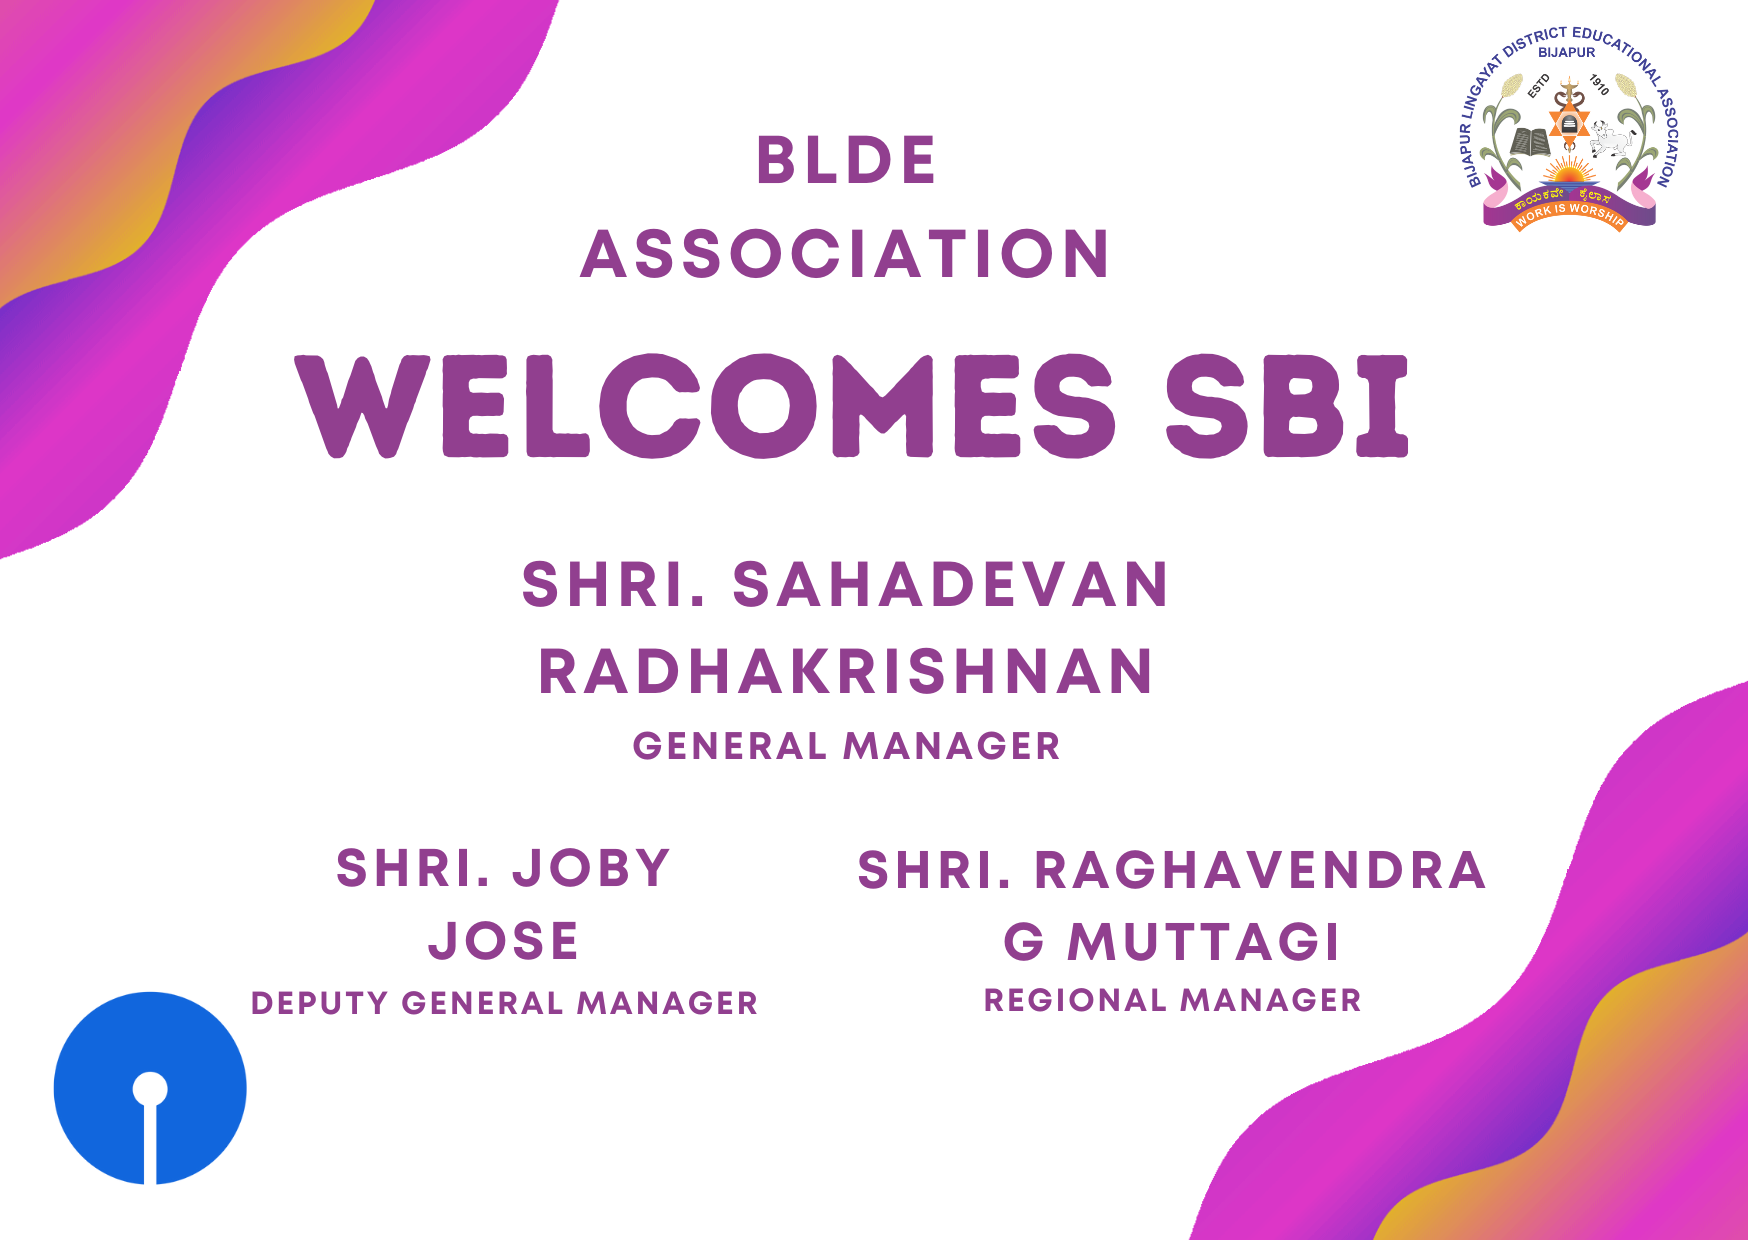 BIJAPUR LINGAYAT DISTRICT EDUCATIONAL ASSOCIATION
BIJAPUR
ESTD 1910
ಕಾಯಕವೇ ಕೈಲಾಸ
WORK IS WORSHIP
BLDE
ASSOCIATION
WELCOMES SBI
SHRI. SAHADEVAN
RADHAKRISHNAN
GENERAL MANAGER
SHRI. JOBY
JOSE
DEPUTY GENERAL MANAGER
SHRI. RAGHAVENDRA
G MUTTAGI
REGIONAL MANAGER